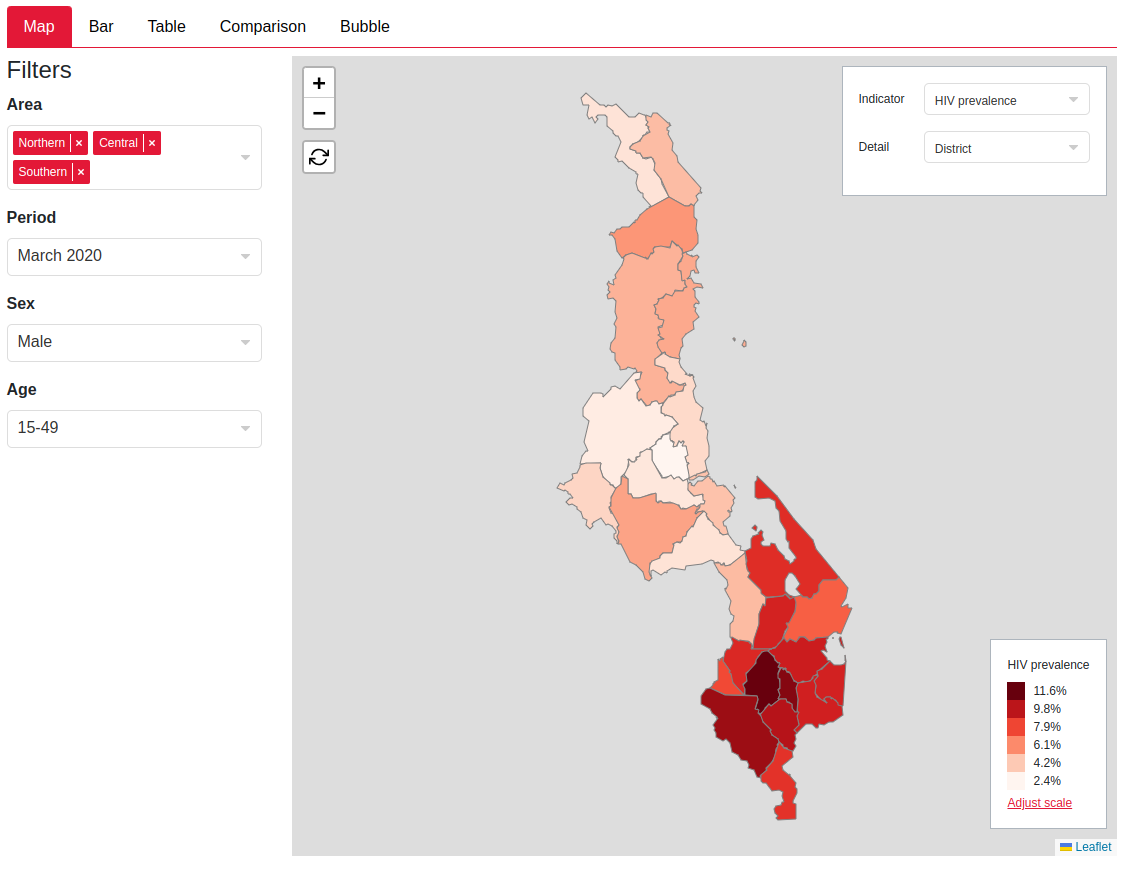 Map Bar Table Comparison Bubble
Filters
Area
Northern × Central ×
Southern ×
Period
March 2020
Sex
Male
Age
15-49
+
−
Indicator HIV prevalence
Detail District
HIV prevalence
11.6%
9.8%
7.9%
6.1%
4.2%
2.4%
Adjust scale
Leaflet